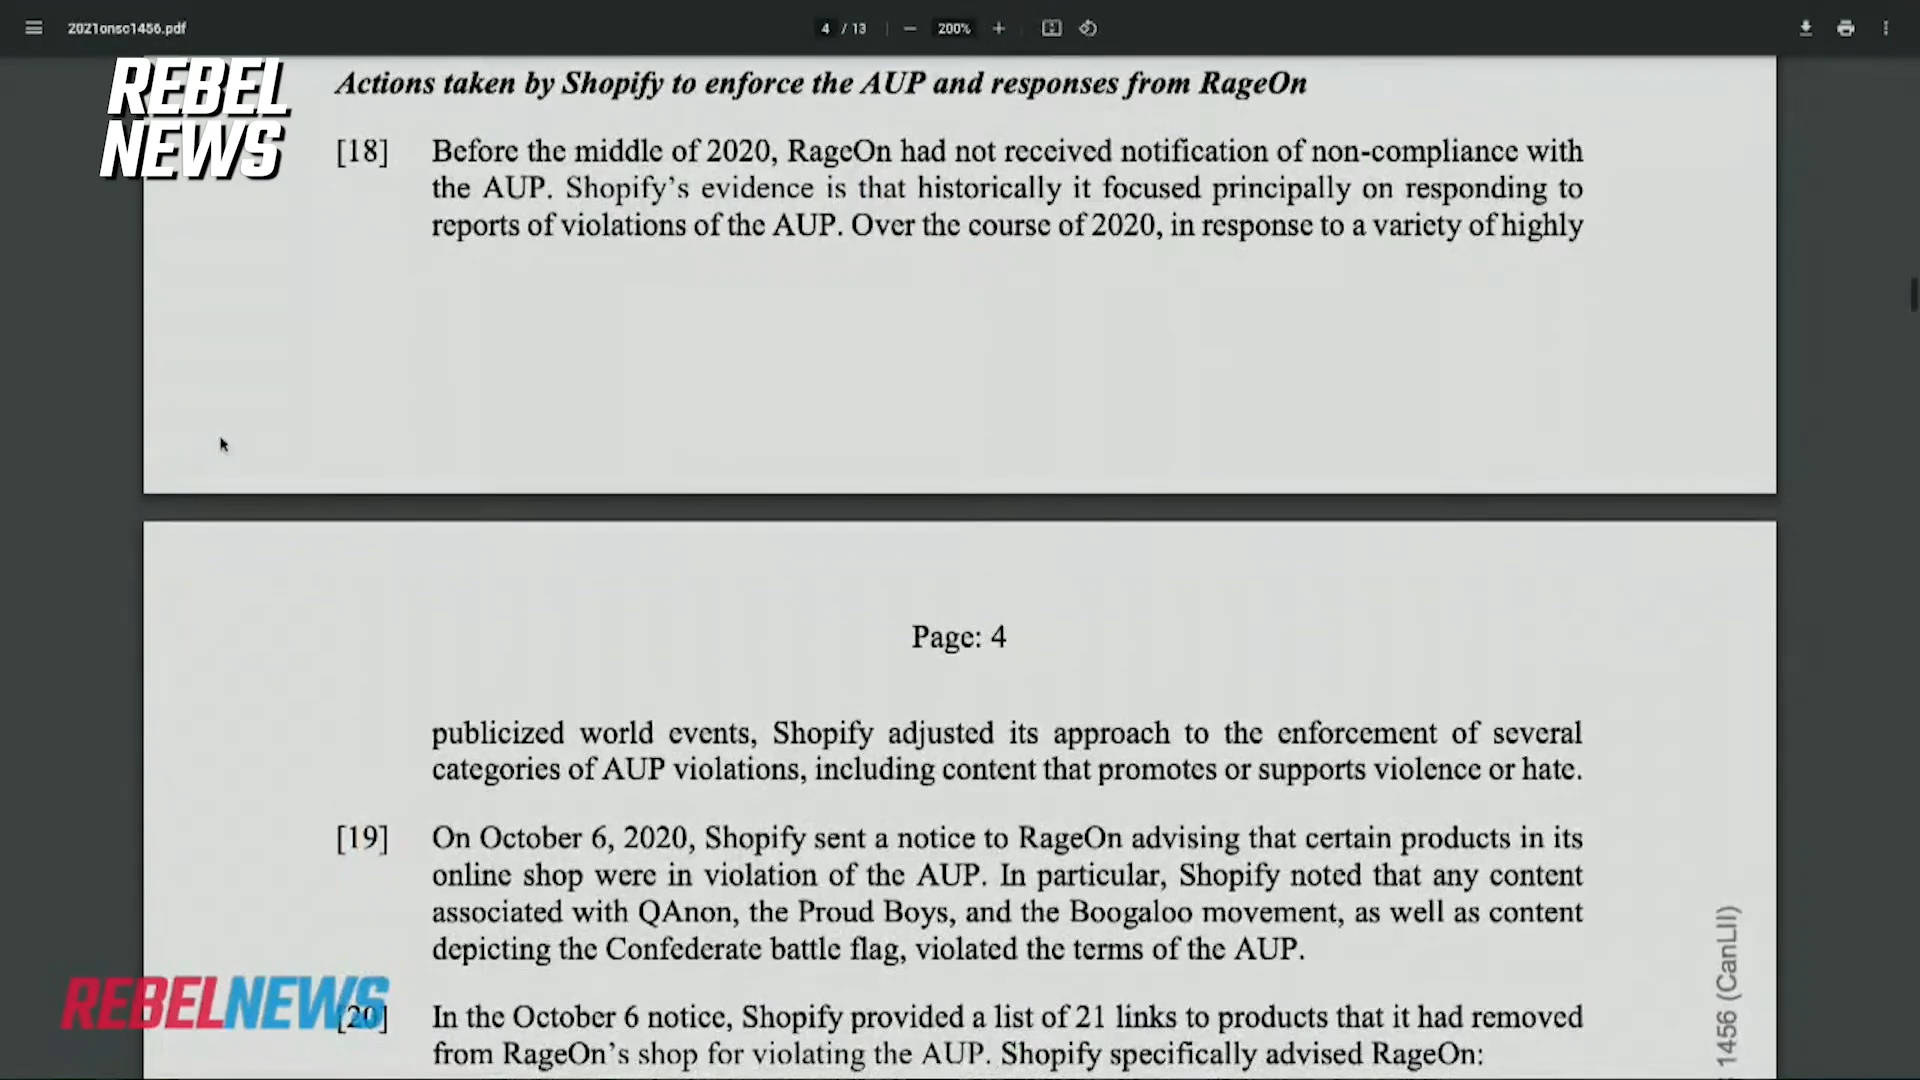 2021onsc1456.pdf
4 / 13
200%
REBEL
NEWS
Actions taken by Shopify to enforce the AUP and responses from RageOn
[18] Before the middle of 2020, RageOn had not received notification of non-compliance with
the AUP. Shopify's evidence is that historically it focused principally on responding to
reports of violations of the AUP. Over the course of 2020, in response to a variety of highly
Page: 4
publicized world events, Shopify adjusted its approach to the enforcement of several
categories of AUP violations, including content that promotes or supports violence or hate.
[19] On October 6, 2020, Shopify sent a notice to RageOn advising that certain products in its
online shop were in violation of the AUP. In particular, Shopify noted that any content
associated with QAnon, the Proud Boys, and the Boogaloo movement, as well as content
depicting the Confederate battle flag, violated the terms of the AUP.
REBELNEWS
[20] In the October 6 notice, Shopify provided a list of 21 links to products that it had removed
from RageOn's shop for violating the AUP. Shopify specifically advised RageOn:
1456 (CanLII)